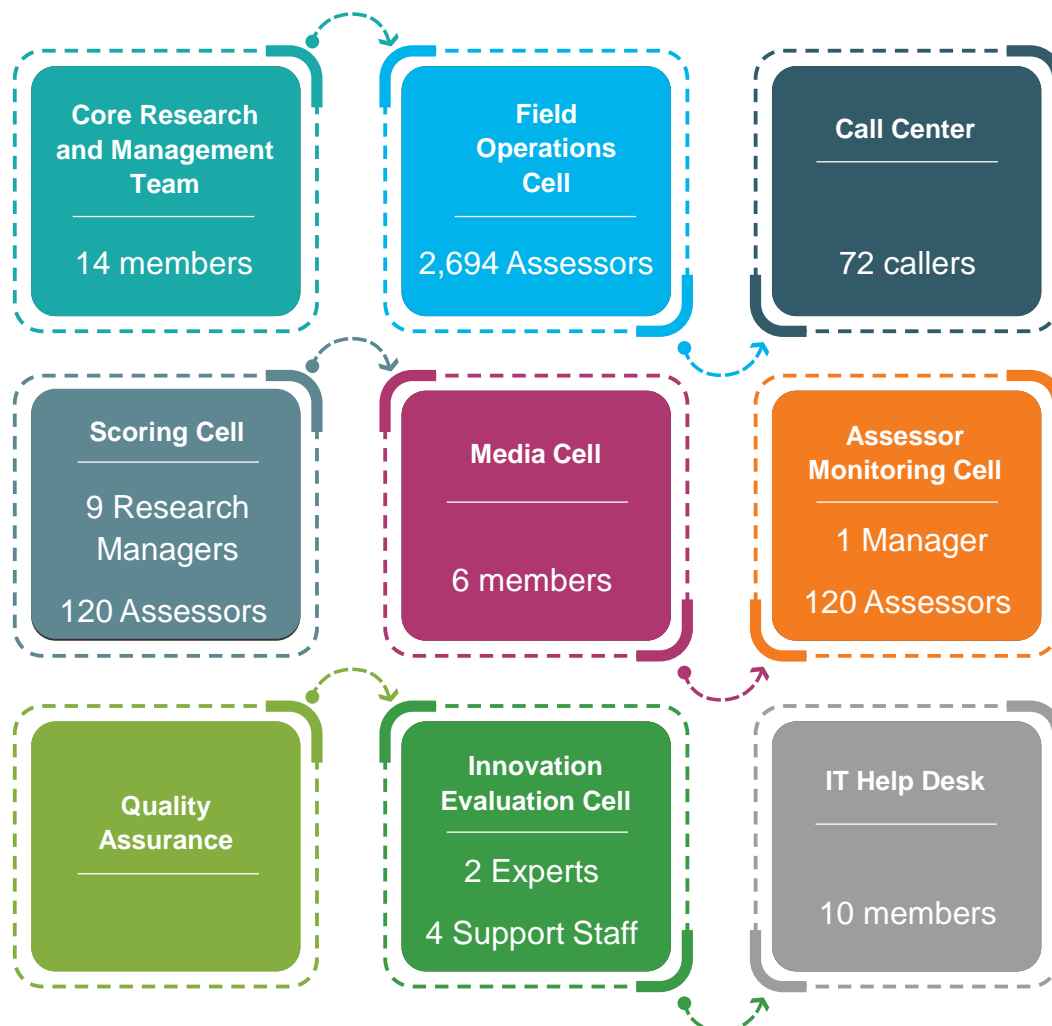 Core Research
and Management
Team
14 members
Field
Operations
Cell
2,694 Assessors
Call Center
72 callers
Scoring Cell
9 Research
Managers
120 Assessors
Media Cell
6 members
Assessor
Monitoring Cell
1 Manager
120 Assessors
Quality
Assurance
Innovation
Evaluation Cell
2 Experts
4 Support Staff
IT Help Desk
10 members